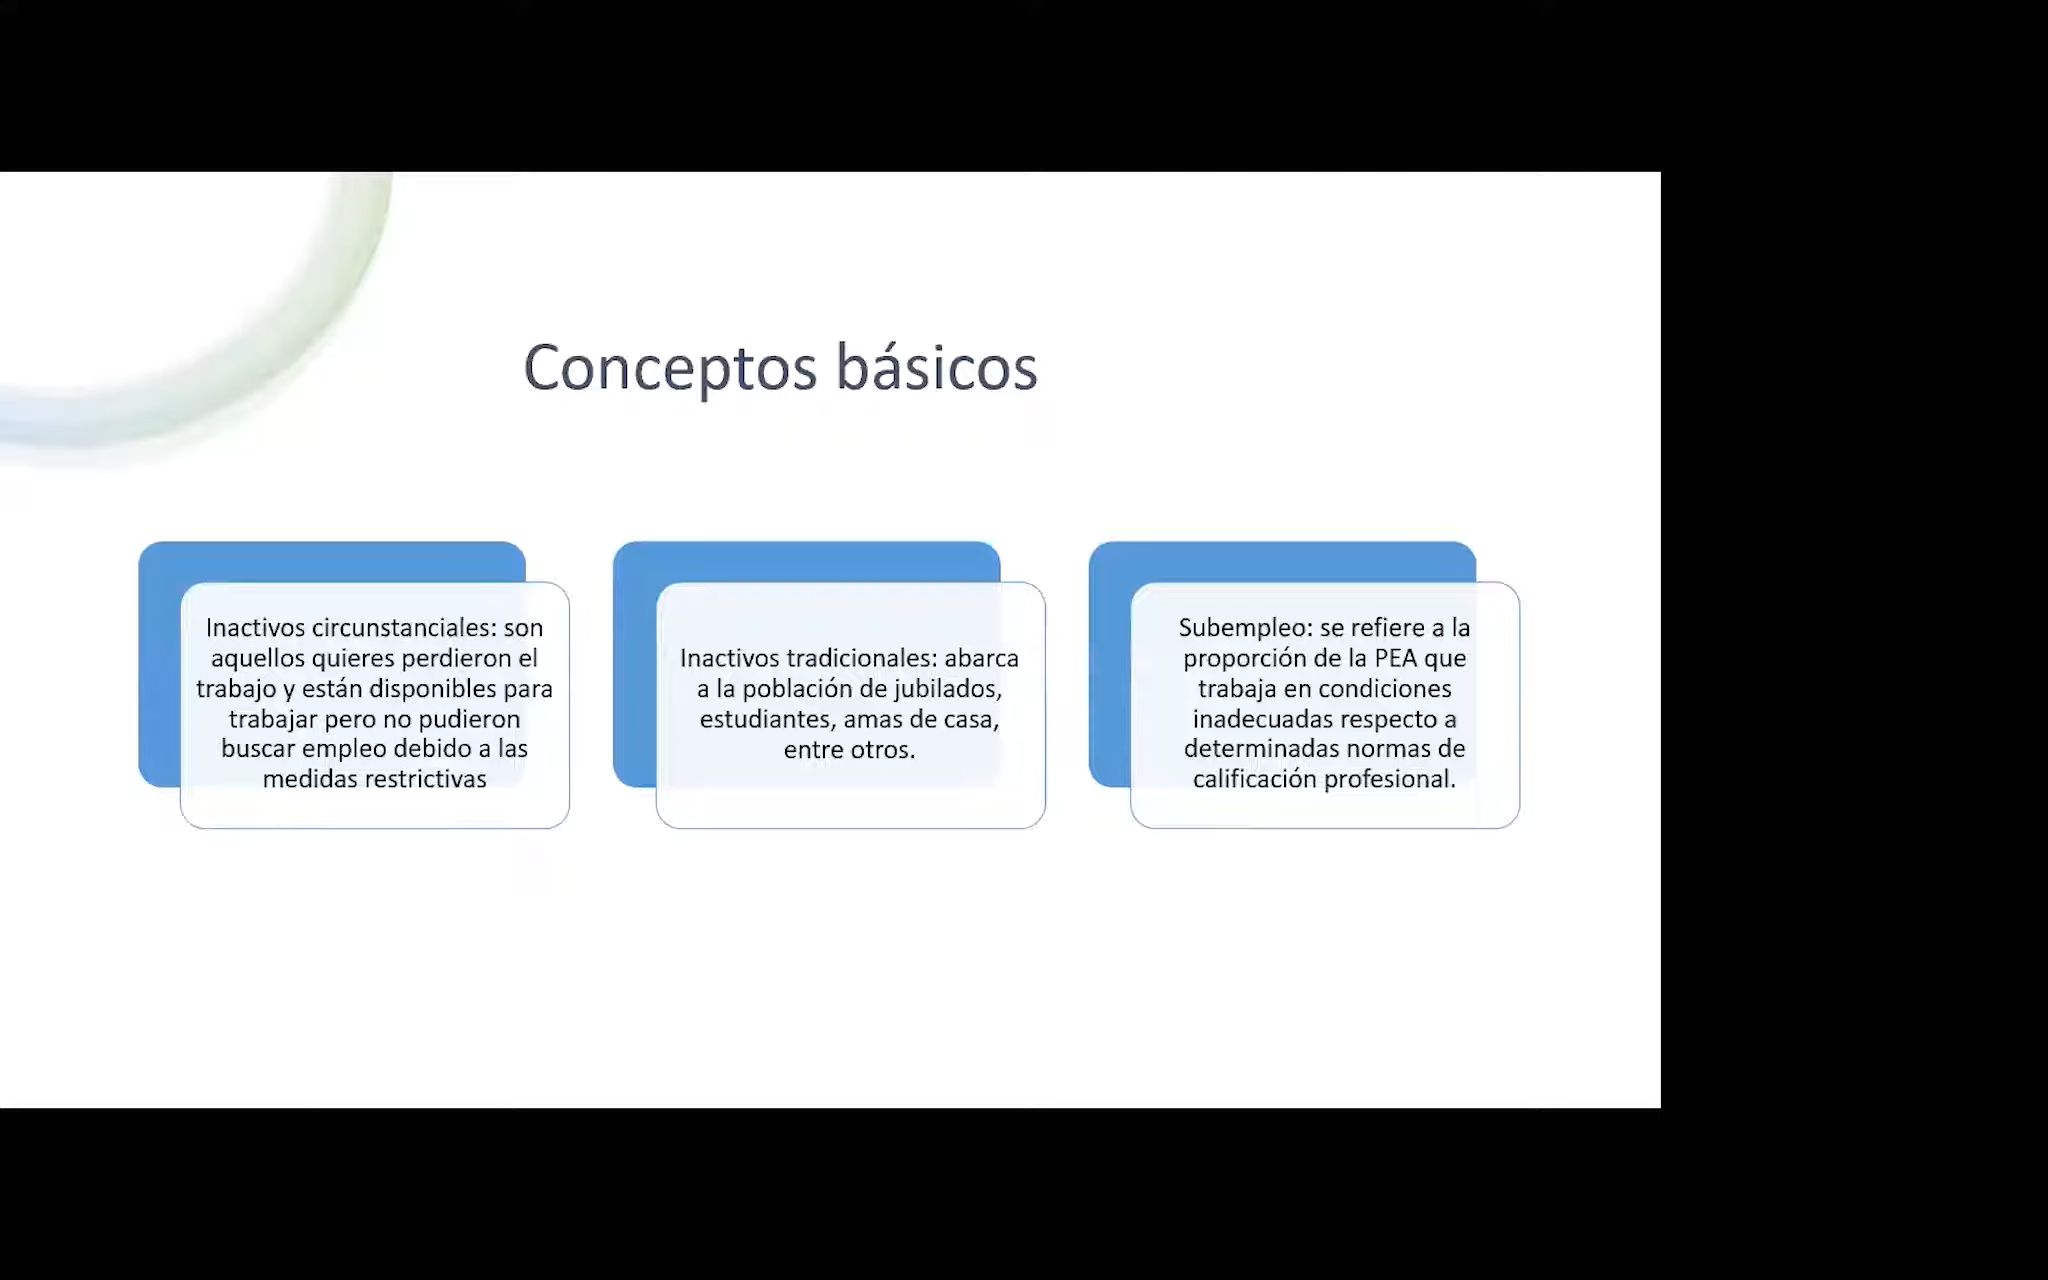 Conceptos básicos
Inactivos circunstanciales: son
aquellos quieres perdieron el
trabajo y están disponibles para
trabajar pero no pudieron
buscar empleo debido a las
medidas restrictivas
Inactivos tradicionales: abarca
a la población de jubilados,
estudiantes, amas de casa,
entre otros.
Subempleo: se refiere a la
proporción de la PEA que
trabaja en condiciones
inadecuadas respecto a
determinadas normas de
calificación profesional.